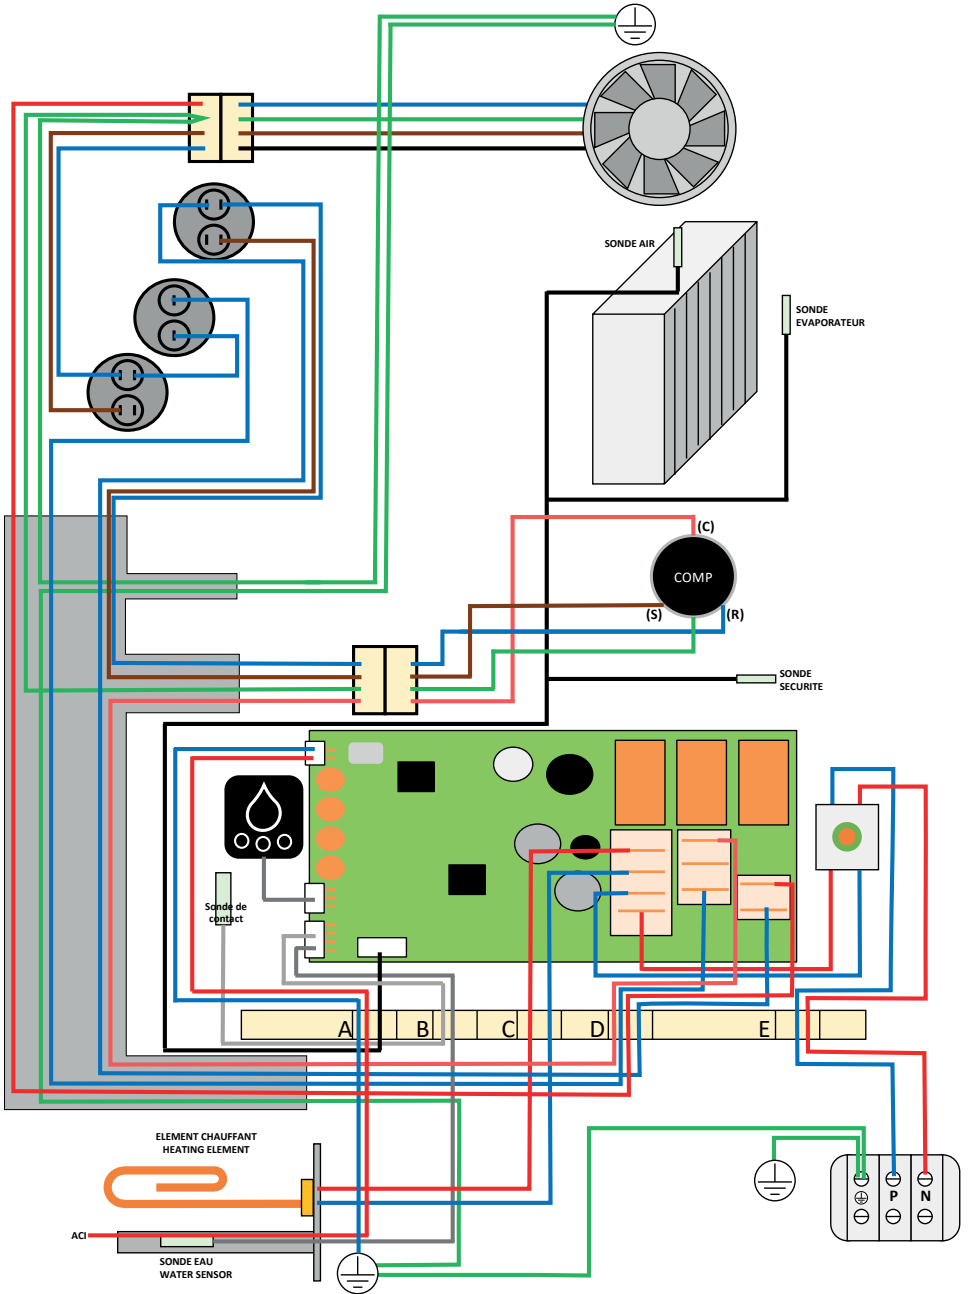 SONDE AIR
SONDE
EVAPORATEUR
(C)
COMP
(S)
(R)
SONDE
SECURITE
Sonde de
contact
A
B
C
D
E
ELEMENT CHAUFFANT
HEATING ELEMENT
P
N
ACI
SONDE EAU
WATER SENSOR